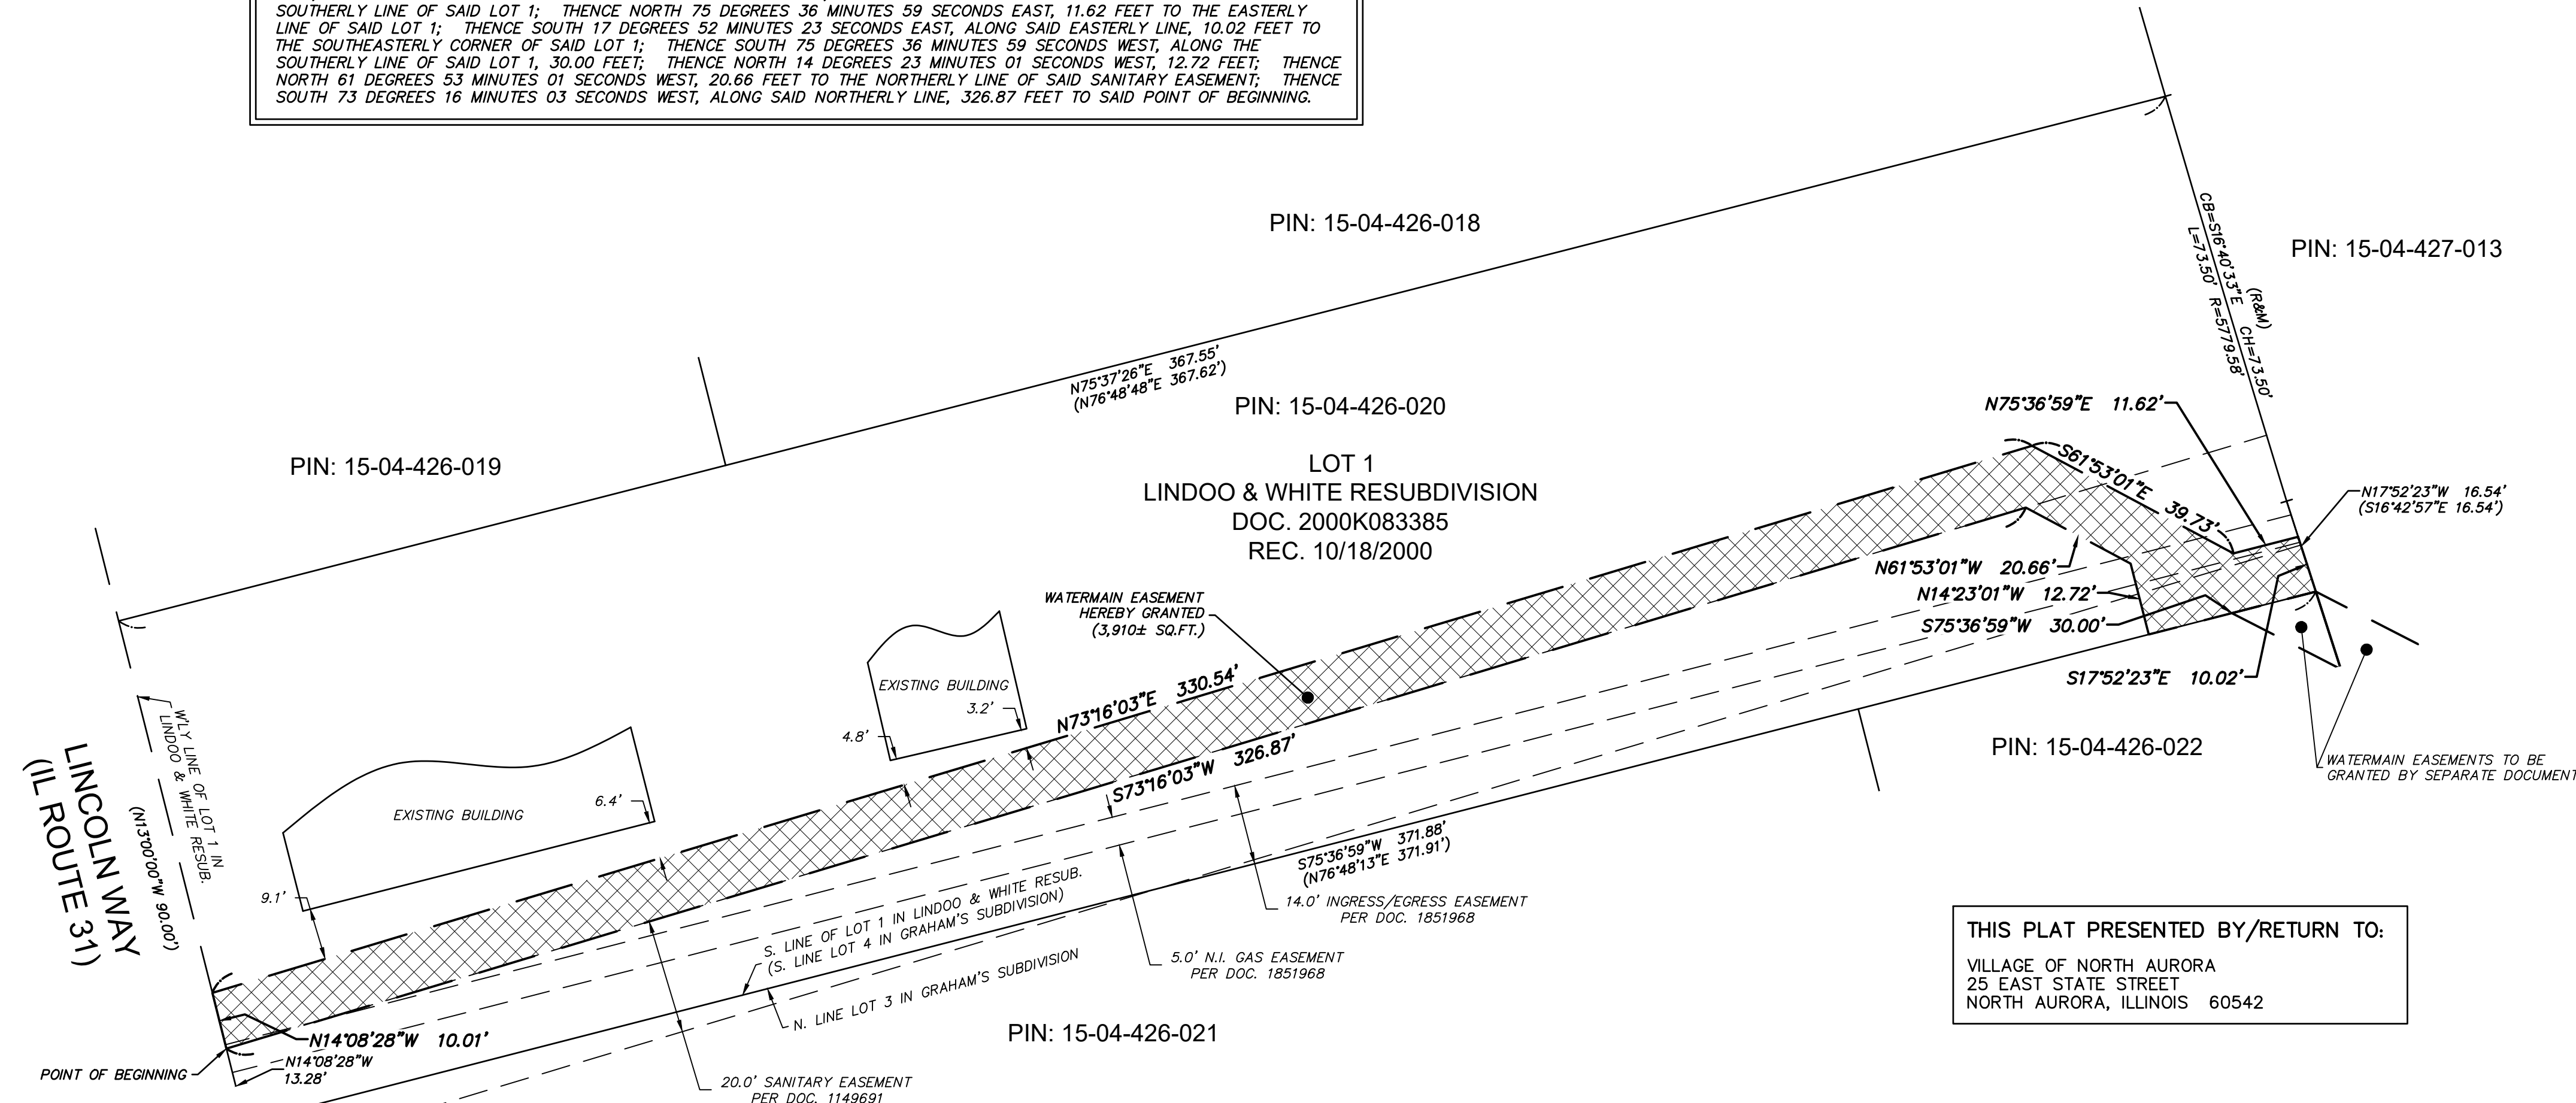 SOUTHERLY LINE OF SAID LOT 1; THENCE NORTH 75 DEGREES 36 MINUTES 59 SECONDS EAST, 11.62 FEET TO THE EASTERLY
LINE OF SAID LOT 1; THENCE SOUTH 17 DEGREES 52 MINUTES 23 SECONDS EAST, ALONG SAID EASTERLY LINE, 10.02 FEET TO
THE SOUTHEASTERLY CORNER OF SAID LOT 1; THENCE SOUTH 75 DEGREES 36 MINUTES 59 SECONDS WEST, ALONG THE
SOUTHERLY LINE OF SAID LOT 1, 30.00 FEET; THENCE NORTH 14 DEGREES 23 MINUTES 01 SECONDS WEST, 12.72 FEET; THENCE
NORTH 61 DEGREES 53 MINUTES 01 SECONDS WEST, 20.66 FEET TO THE NORTHERLY LINE OF SAID SANITARY EASEMENT; THENCE
SOUTH 73 DEGREES 16 MINUTES 03 SECONDS WEST, ALONG SAID NORTHERLY LINE, 326.87 FEET TO SAID POINT OF BEGINNING.
PIN: 15-04-426-018
PIN: 15-04-427-013
CB=S16°40'33"E CH=73.50'
L=73.50' R=5779.58'
(R&M)
N75°37'26"E 367.55'
(N76°48'48"E 367.62')
PIN: 15-04-426-020
N75°36'59"E 11.62'
PIN: 15-04-426-019
LOT 1
LINDOO & WHITE RESUBDIVISION
DOC. 2000K083385
REC. 10/18/2000
S61°53'01"E 39.73'
N17°52'23"W 16.54'
(S16°42'57"E 16.54')
N61°53'01"W 20.66'
N14°23'01"W 12.72'
S75°36'59"W 30.00'
S17°52'23"E 10.02'
WATERMAIN EASEMENT
HEREBY GRANTED
(3,910± SQ.FT.)
EXISTING BUILDING
3.2'
4.8'
N73°16'03"E 330.54'
S73°16'03"W 326.87'
EXISTING BUILDING
6.4'
9.1'
W'LY LINE OF LOT 1 IN
LINDOO & WHITE RESUB.
LINCOLN WAY
(IL ROUTE 31)
(N13°00'00"W 90.00')
PIN: 15-04-426-022
WATERMAIN EASEMENTS TO BE
GRANTED BY SEPARATE DOCUMENT
S75°36'59"W 371.88'
(N76°48'13"E 371.91')
14.0' INGRESS/EGRESS EASEMENT
PER DOC. 1851968
5.0' N.I. GAS EASEMENT
PER DOC. 1851968
S. LINE OF LOT 1 IN LINDOO & WHITE RESUB.
(S. LINE LOT 4 IN GRAHAM'S SUBDIVISION)
N. LINE LOT 3 IN GRAHAM'S SUBDIVISION
PIN: 15-04-426-021
N14°08'28"W 10.01'
N14°08'28"W
13.28'
POINT OF BEGINNING
20.0' SANITARY EASEMENT
PER DOC. 1149691
THIS PLAT PRESENTED BY/RETURN TO:
VILLAGE OF NORTH AURORA
25 EAST STATE STREET
NORTH AURORA, ILLINOIS 60542